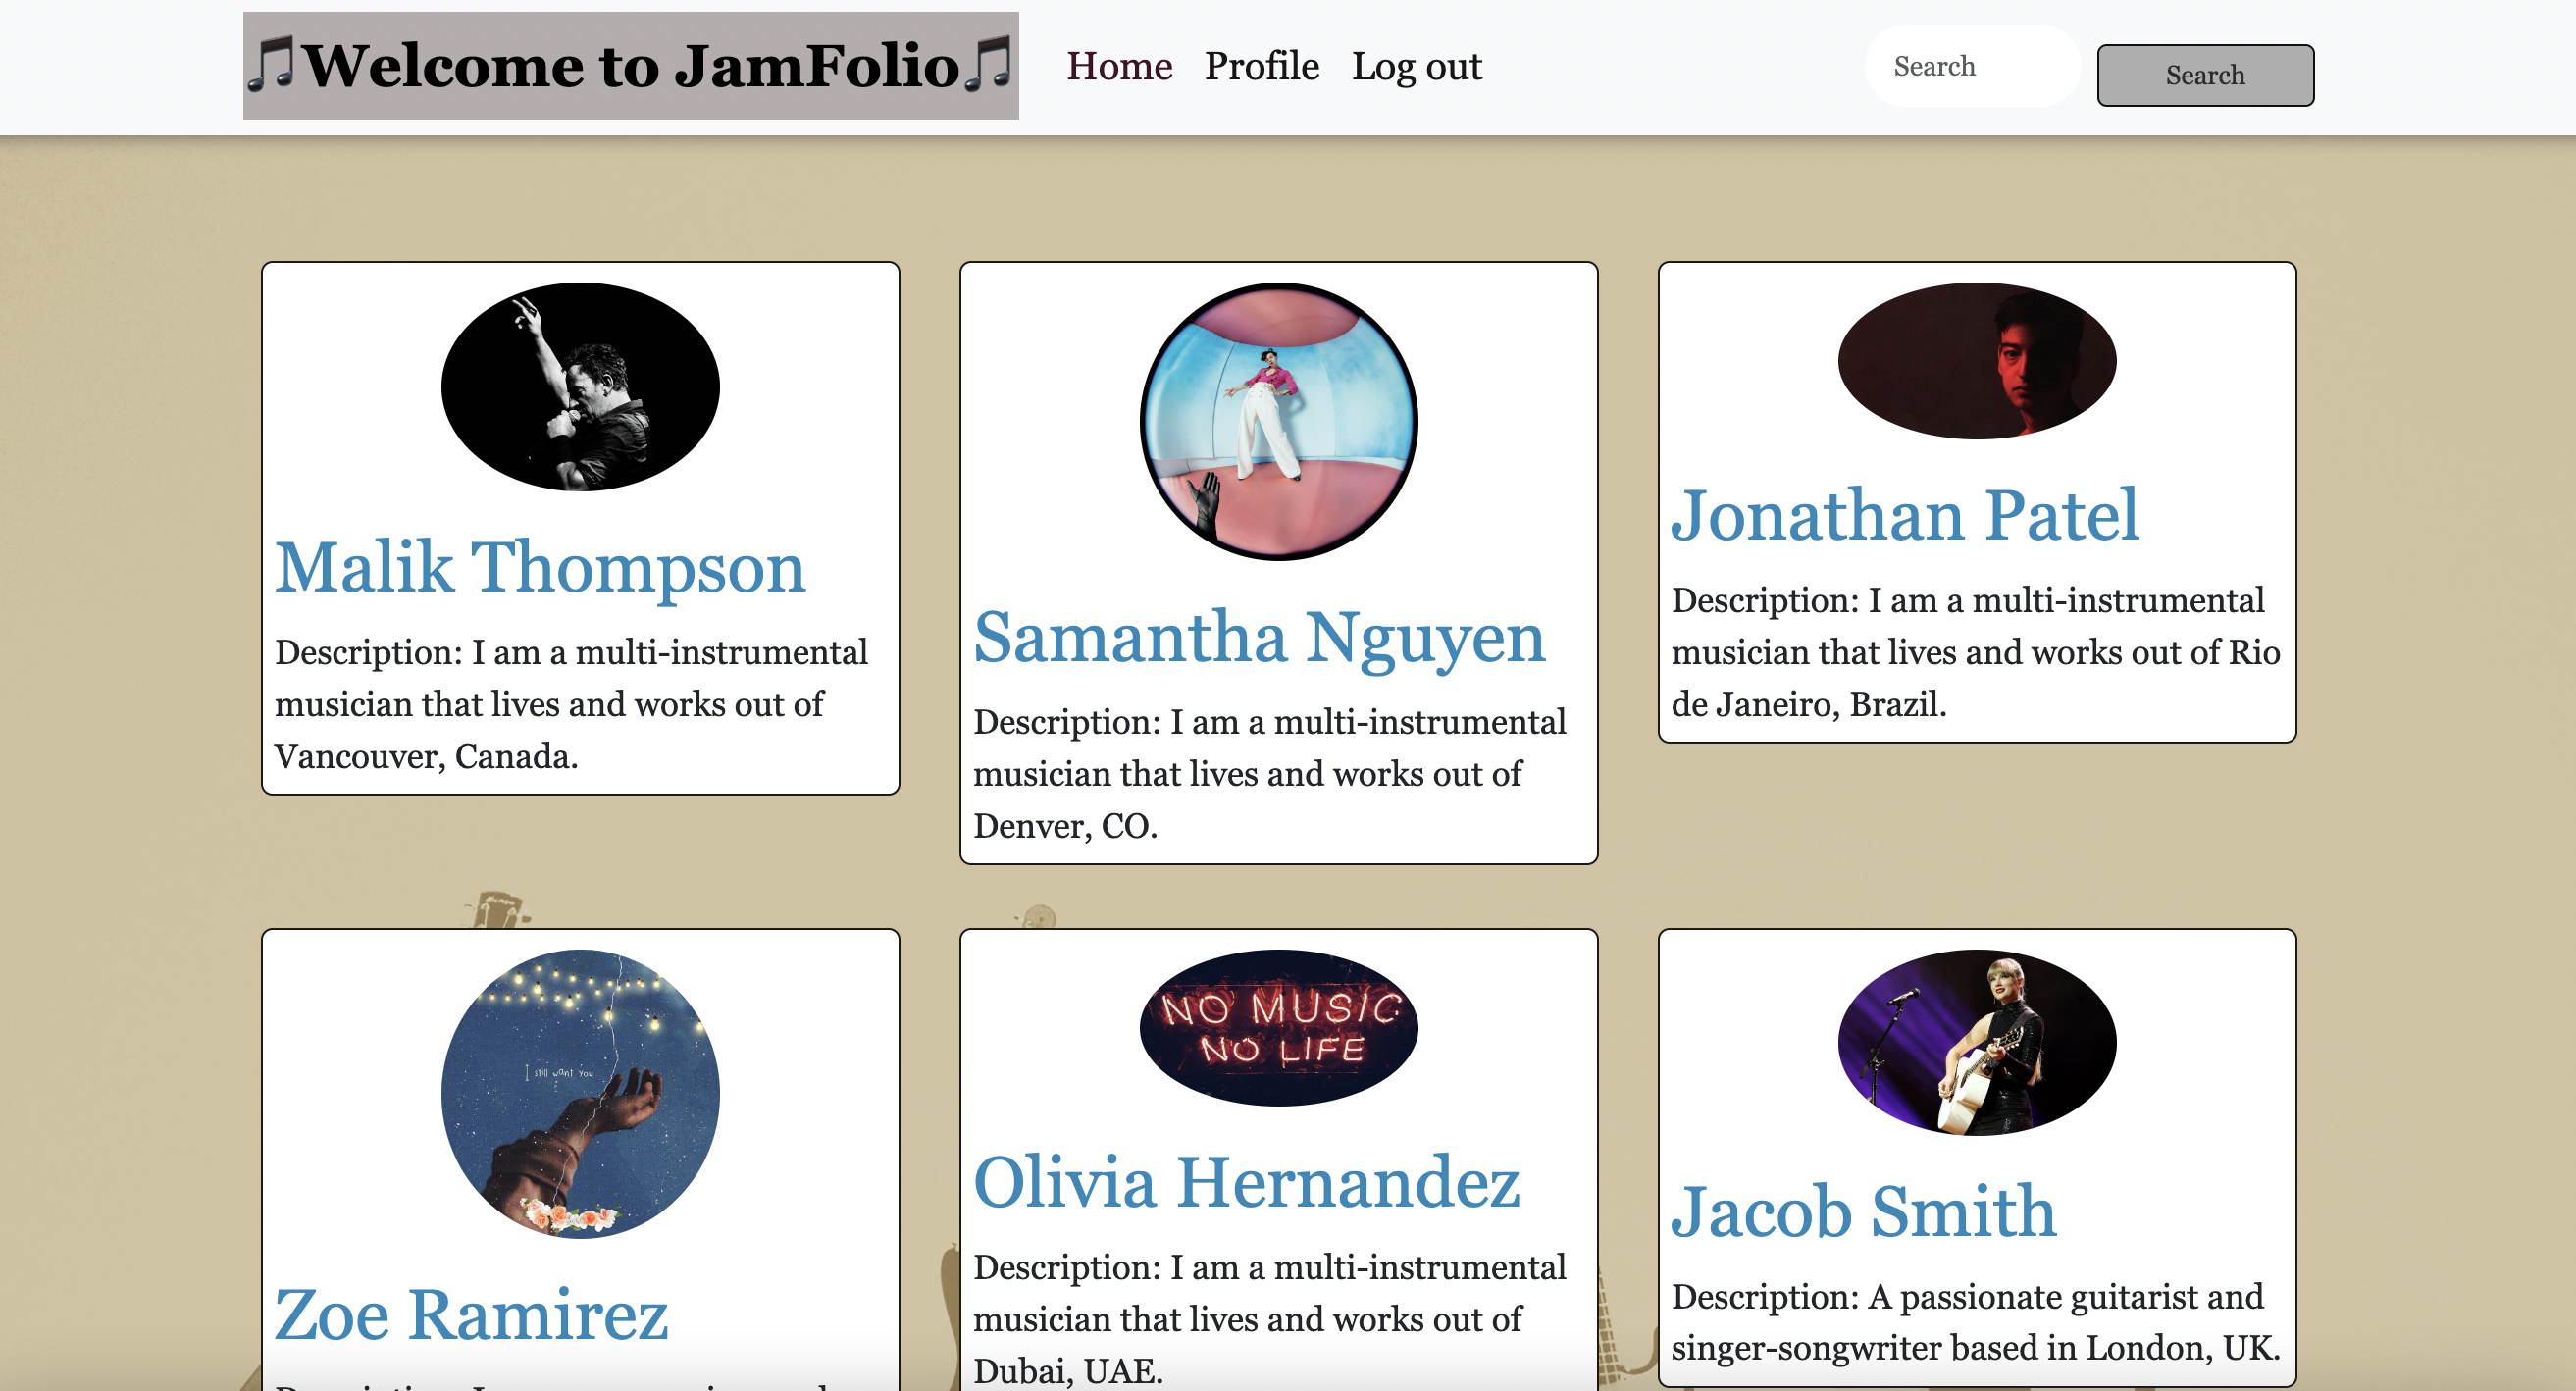 🎵Welcome to JamFolio🎵 Home Profile Log out Search Search
Malik Thompson
Description: I am a multi-instrumental
musician that lives and works out of
Vancouver, Canada.
Samantha Nguyen
Description: I am a multi-instrumental
musician that lives and works out of
Denver, CO.
Jonathan Patel
Description: I am a multi-instrumental
musician that lives and works out of Rio
de Janeiro, Brazil.
I still want you
Zoe Ramirez
NO MUSIC
NO LIFE
Olivia Hernandez
Description: I am a multi-instrumental
musician that lives and works out of
Dubai, UAE.
Jacob Smith
Description: A passionate guitarist and
singer-songwriter based in London, UK.